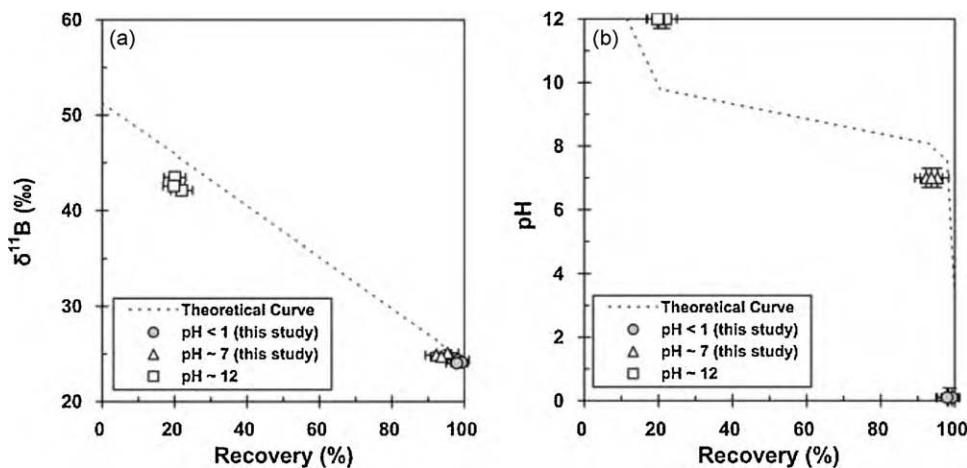 (a)
60
50
40
30
20
δ¹¹B (‰)
Theoretical Curve
pH < 1 (this study)
pH ~ 7 (this study)
pH ~ 12
0 20 40 60 80 100
Recovery (%)
(b)
12
10
8
6
4
2
0
pH
Theoretical Curve
pH < 1 (this study)
pH ~ 7 (this study)
pH ~ 12
0 20 40 60 80 100
Recovery (%)